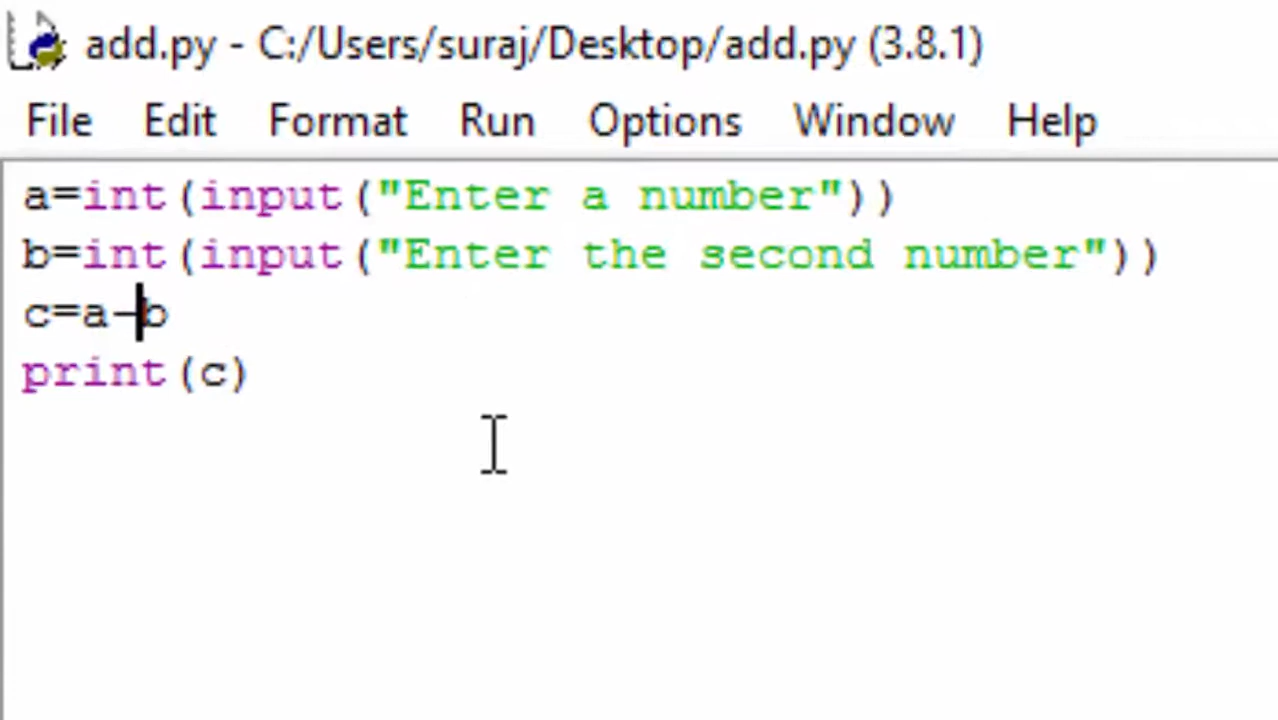 add.py - C:/Users/suraj/Desktop/add.py (3.8.1)
File Edit Format Run Options Window Help
a=int(input("Enter a number"))
b=int(input("Enter the second number"))
c=a-b
print(c)